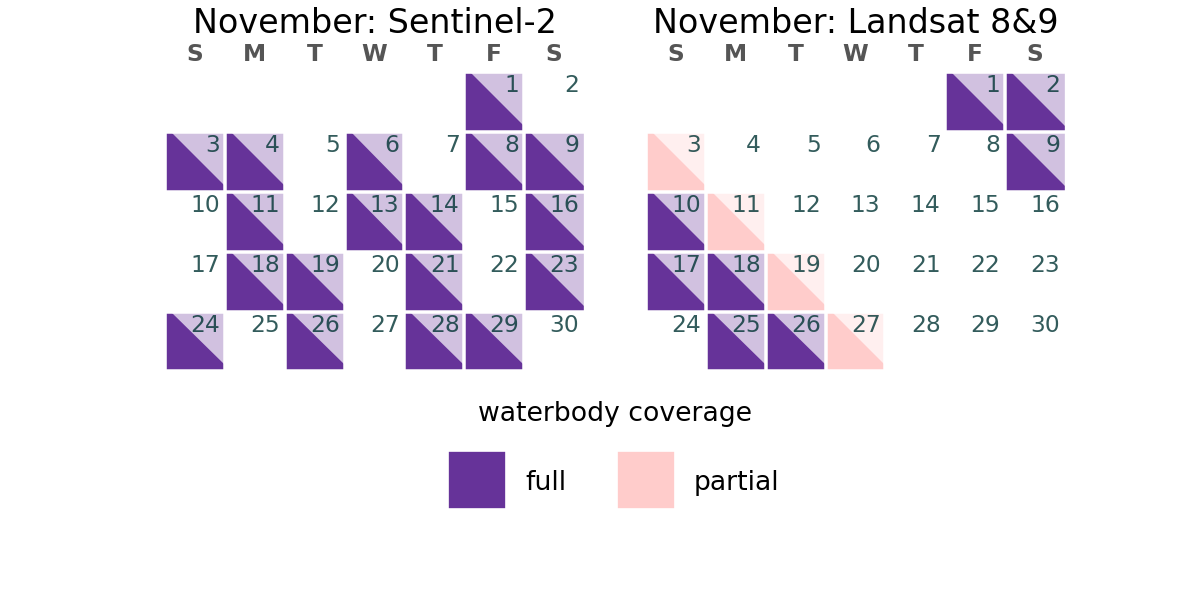 November: Sentinel-2
S M T W T F S
1 2
3 4 5 6 7 8 9
10 11 12 13 14 15 16
17 18 19 20 21 22 23
24 25 26 27 28 29 30
November: Landsat 8&9
S M T W T F S
1 2
3 4 5 6 7 8 9
10 11 12 13 14 15 16
17 18 19 20 21 22 23
24 25 26 27 28 29 30
waterbody coverage
full partial